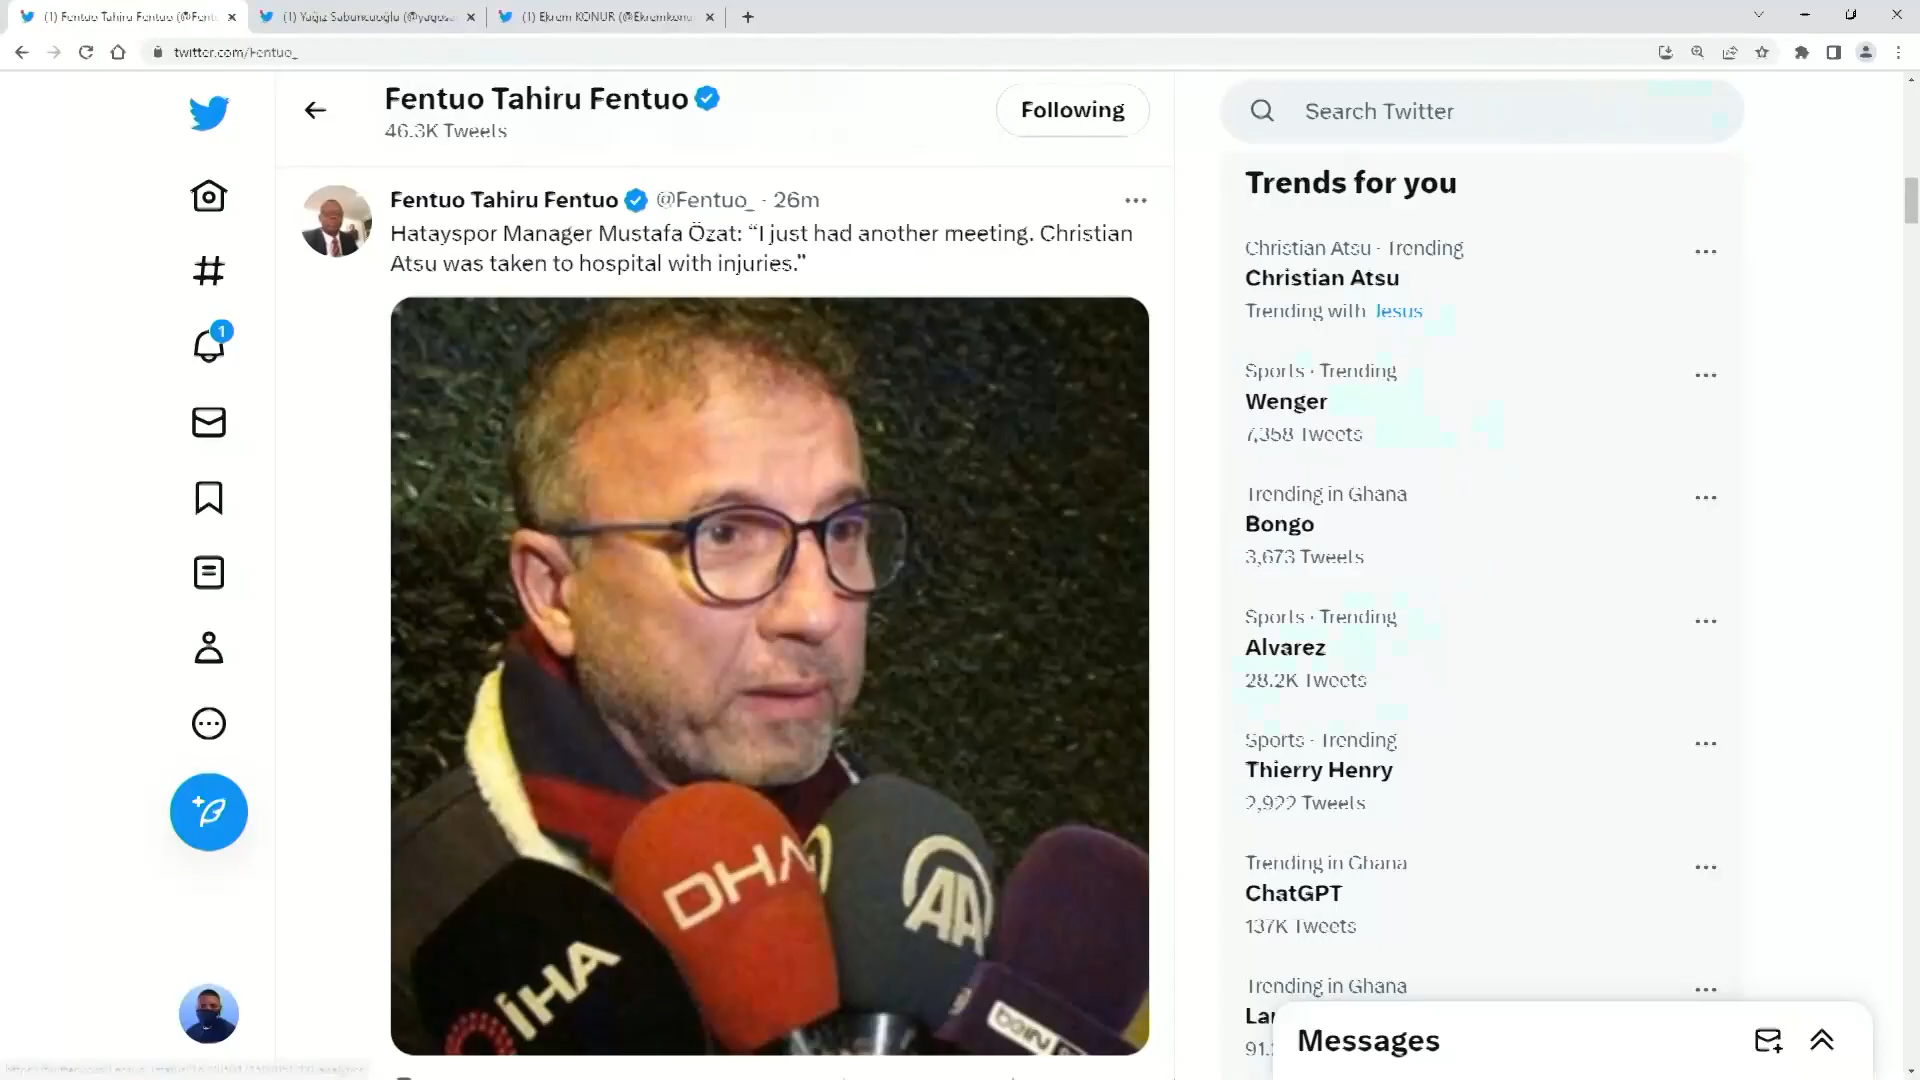 (1) Fentuo Tahiru Fentuo (@Fent
(1) Yağız Sabuncuoğlu (@yagosa
(1) Ekrem KONUR (@Ekremkonu
twitter.com/Fentuo_
Fentuo Tahiru Fentuo
46.3K Tweets
Following
Search Twitter
Fentuo Tahiru Fentuo @Fentuo_ · 26m
Hatayspor Manager Mustafa Özat: “I just had another meeting. Christian
Atsu was taken to hospital with injuries.”
1
DHA
AA
İHA
beIN
Trends for you
Christian Atsu · Trending
Christian Atsu
Trending with Jesus
Sports · Trending
Wenger
7,358 Tweets
Trending in Ghana
Bongo
3,673 Tweets
Sports · Trending
Alvarez
28.2K Tweets
Sports · Trending
Thierry Henry
2,922 Tweets
Trending in Ghana
ChatGPT
137K Tweets
Trending in Ghana
Messages